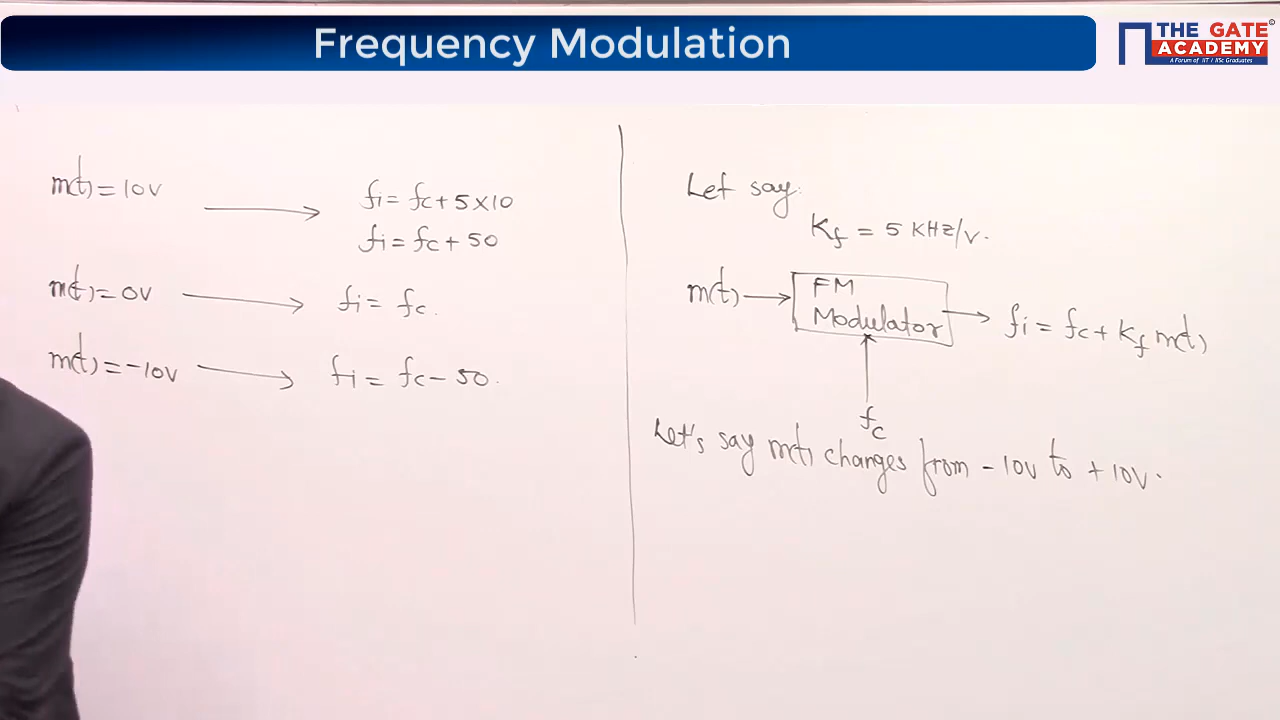 Frequency Modulation
THE GATE
ACADEMY
A Forum of IIT / IISc Graduates
m(t) = 10V
fi = fc + 5 x 10
fi = fc + 50
m(t) = 0V
fi = fc.
m(t) = -10V
fi = fc - 50.
Let say:
Kf = 5 KHz/V.
m(t)
FM
Modulator
fi = fc + Kf m(t)
fc
Let's say m(t) changes from -10V to +10V.